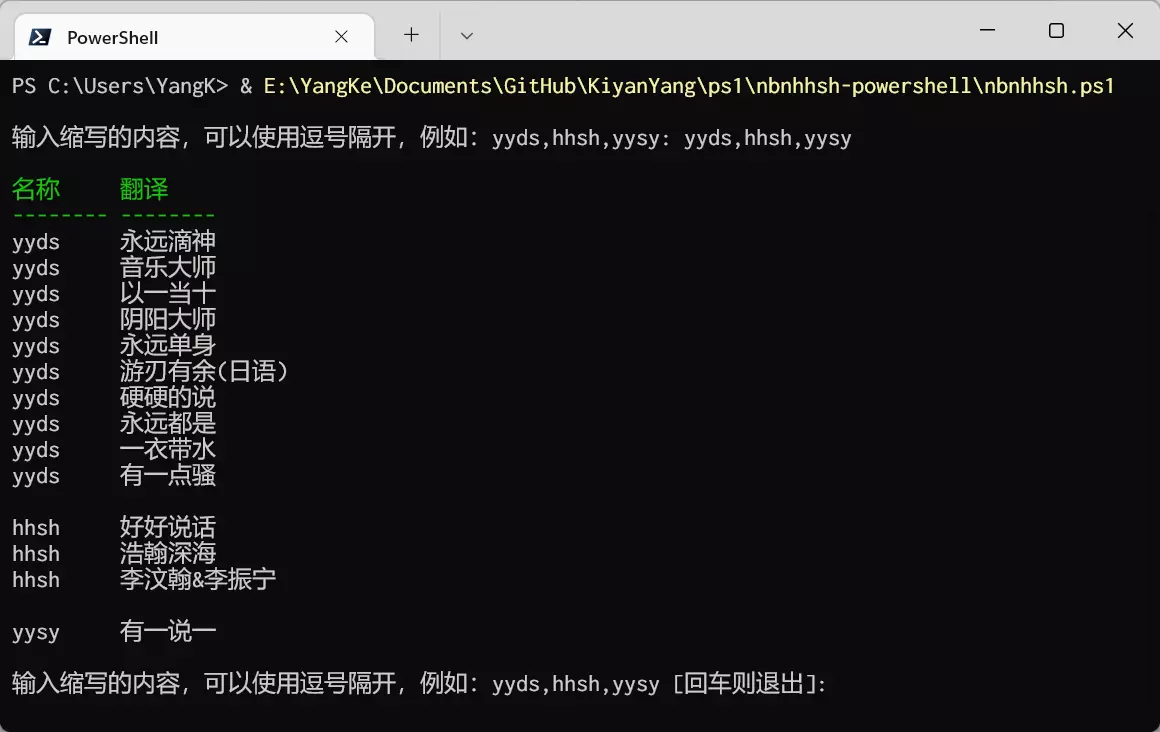 PowerShell
PS C:\Users\YangK> & E:\YangKe\Documents\GitHub\KiyanYang\ps1\nbnhhsh-powershell\nbnhhsh.ps1
输入缩写的内容，可以使用逗号隔开，例如：yyds,hhsh,yysy: yyds,hhsh,yysy
名称 翻译
-------- --------
yyds 永远滴神
yyds 音乐大师
yyds 以一当十
yyds 阴阳大师
yyds 永远单身
yyds 游刃有余(日语)
yyds 硬硬的说
yyds 永远都是
yyds 一衣带水
yyds 有一点骚
hhsh 好好说话
hhsh 浩翰深海
hhsh 李汶翰&李振宁
yysy 有一说一
输入缩写的内容，可以使用逗号隔开，例如：yyds,hhsh,yysy [回车则退出]: